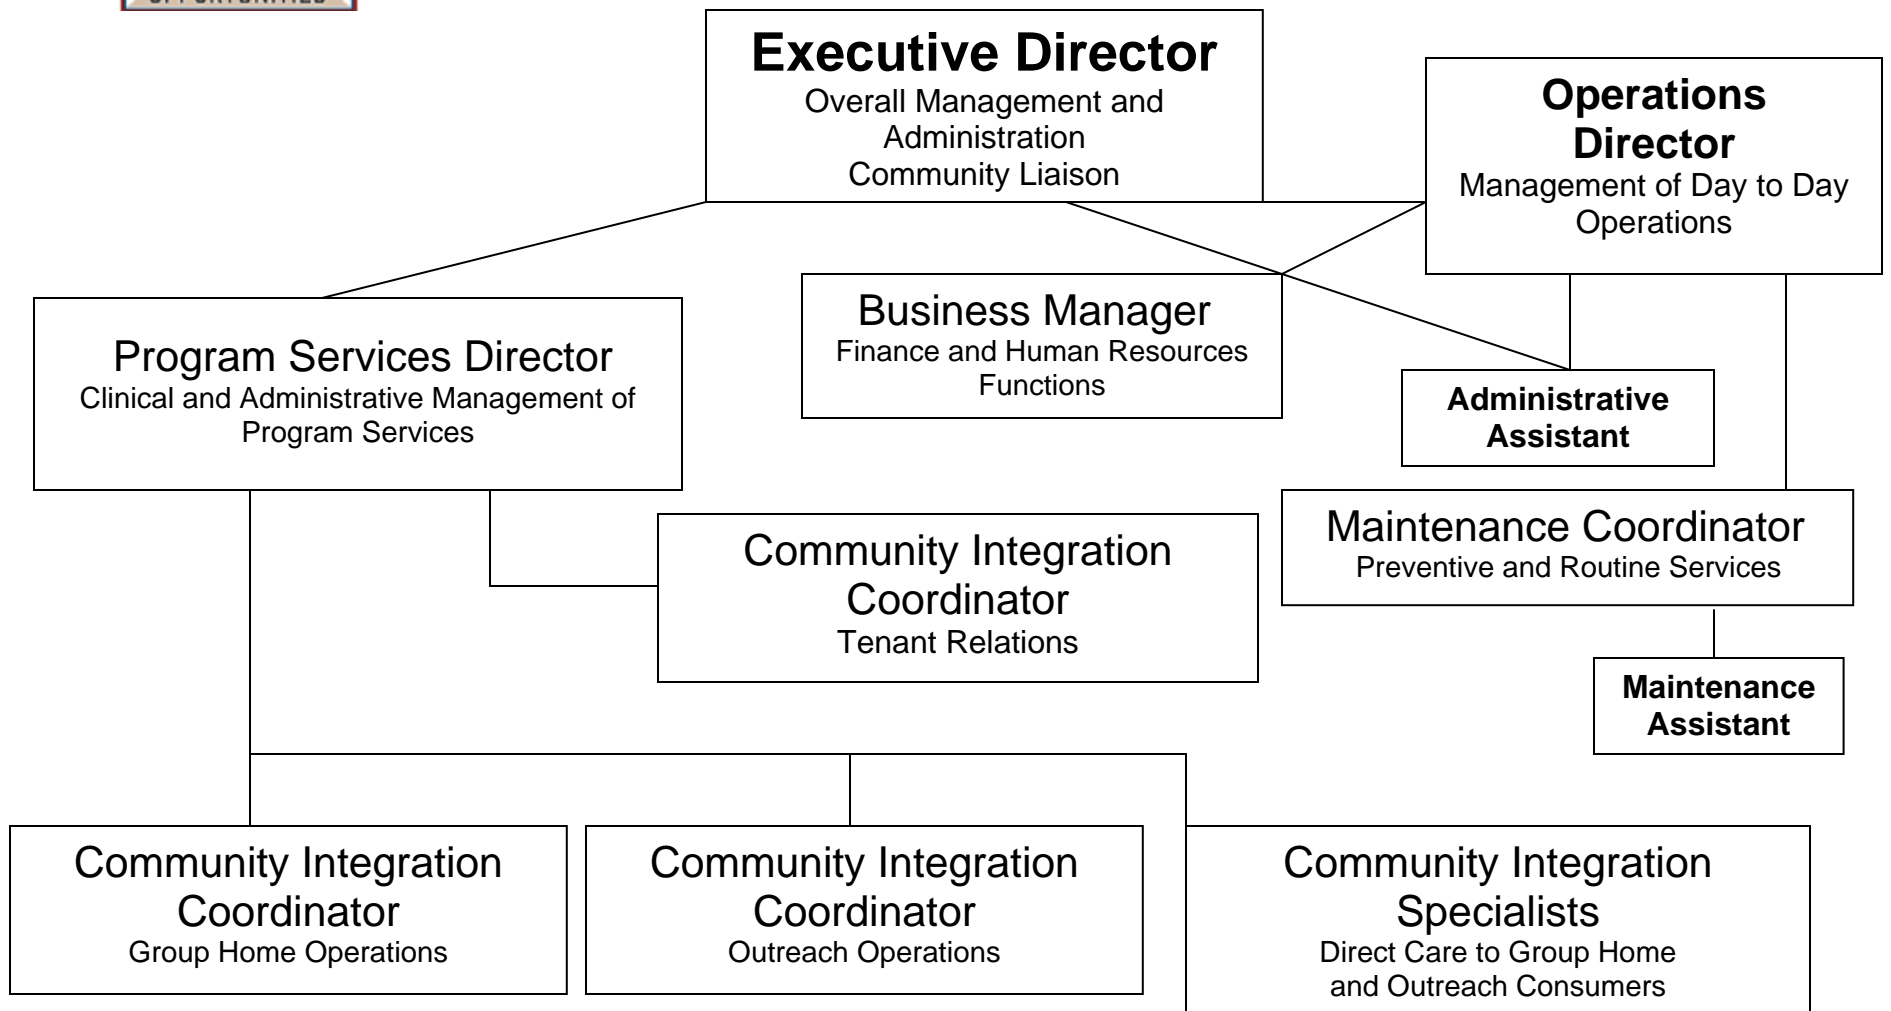 OPPORTUNITIES
Executive Director
Overall Management and
Administration
Community Liaison
Operations
Director
Management of Day to Day
Operations
Business Manager
Finance and Human Resources
Functions
Program Services Director
Clinical and Administrative Management of
Program Services
Administrative
Assistant
Maintenance Coordinator
Preventive and Routine Services
Community Integration
Coordinator
Tenant Relations
Maintenance
Assistant
Community Integration
Coordinator
Group Home Operations
Community Integration
Coordinator
Outreach Operations
Community Integration
Specialists
Direct Care to Group Home
and Outreach Consumers